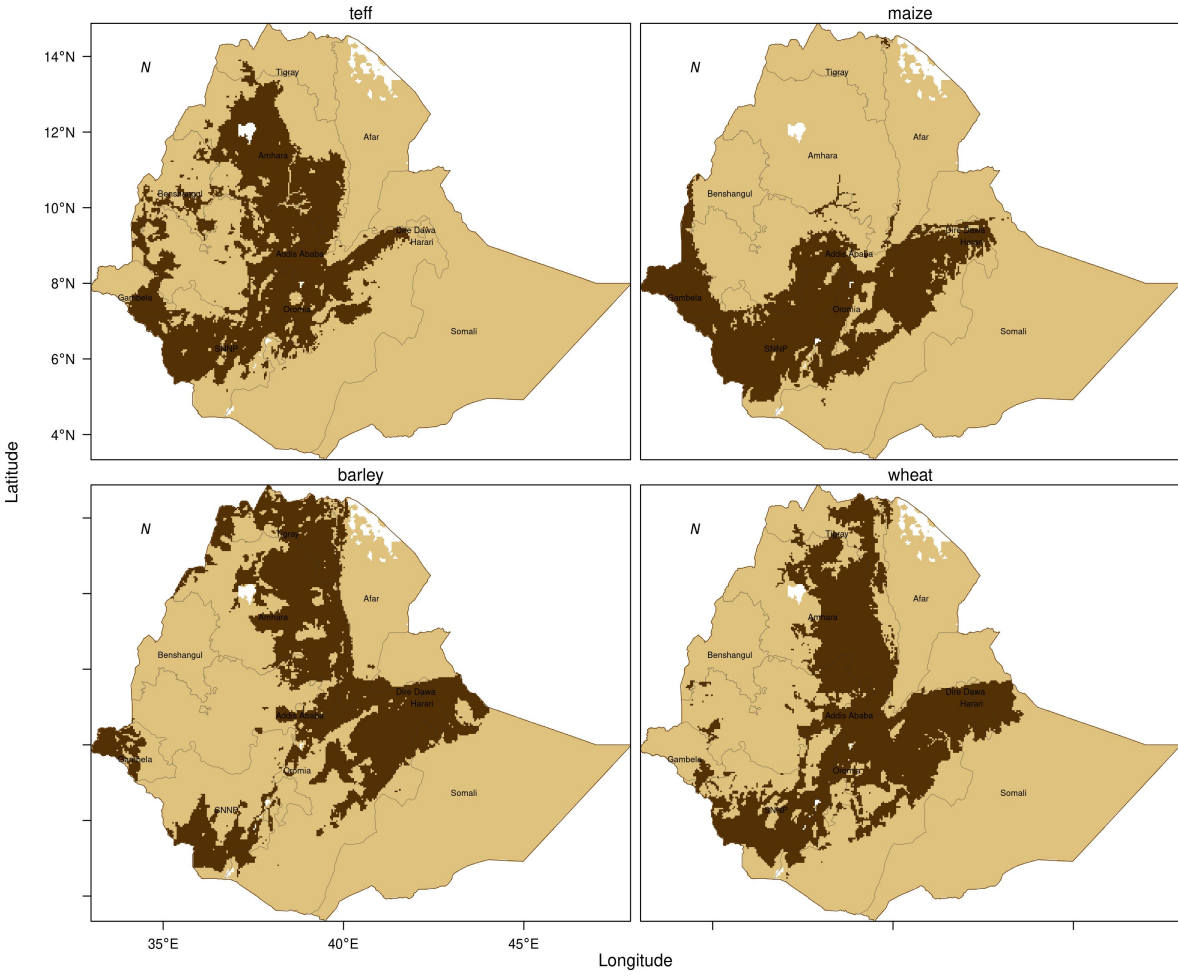 teff
maize
14°N
12°N
10°N
8°N
6°N
4°N
N
Tigray
Afar
Amhara
Benshangul
Dire Dawa
Harari
Addis Ababa
Gambela
Oromia
Somali
SNNP
N
Tigray
Afar
Amhara
Benshangul
Dire Dawa
Harari
Addis Ababa
Gambela
Oromia
Somali
SNNP
Latitude
barley
wheat
N
Tigray
Afar
Amhara
Benshangul
Dire Dawa
Harari
Addis Ababa
Gambela
Oromia
Somali
SNNP
N
Tigray
Afar
Amhara
Benshangul
Dire Dawa
Harari
Addis Ababa
Gambela
Oromia
Somali
SNNP
35°E
40°E
45°E
Longitude